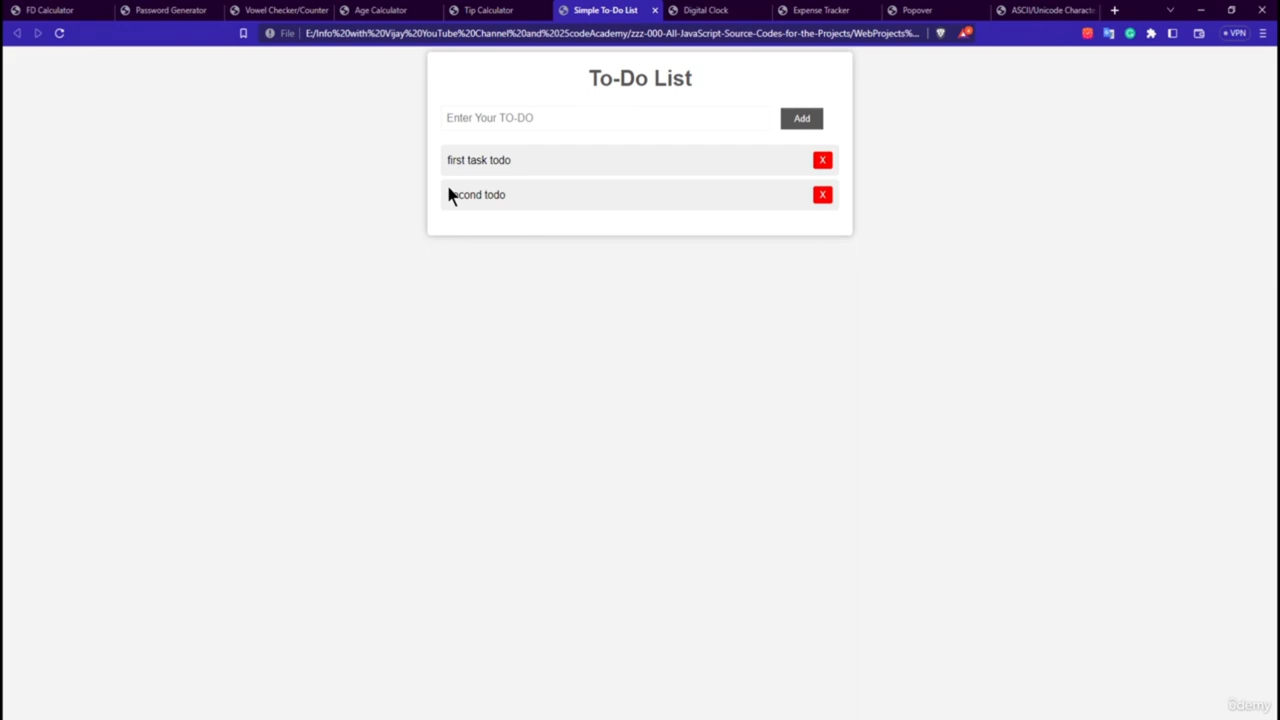 FD Calculator
Password Generator
Vowel Checker/Counter
Age Calculator
Tip Calculator
Simple To-Do List
Digital Clock
Expense Tracker
Popover
ASCII/Unicode Charact
File
E:/Info%20with%20Vijay%20YouTube%20Channel%20and%2025codeAcademy/zzz-000-All-JavaScript-Source-Codes-for-the-Projects/WebProjects%...
VPN
To-Do List
Enter Your TO-DO
Add
first task todo
X
todo
X
ûdemy